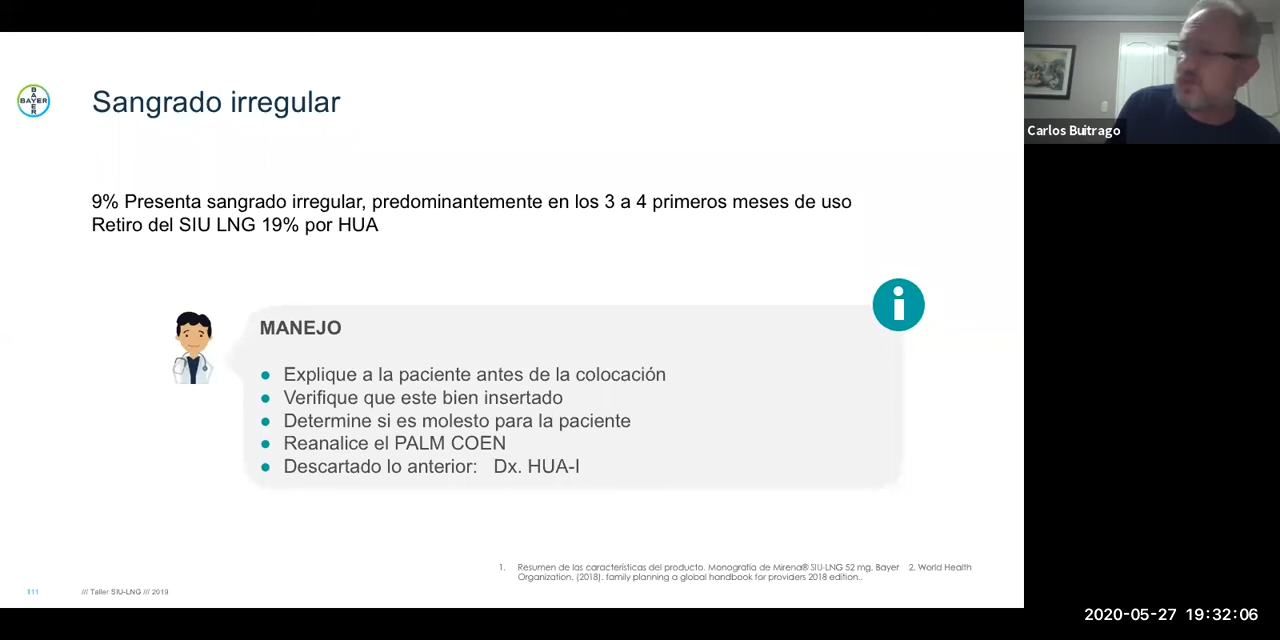 BAYER
Sangrado irregular
9% Presenta sangrado irregular, predominantemente en los 3 a 4 primeros meses de uso
Retiro del SIU LNG 19% por HUA
MANEJO
● Explique a la paciente antes de la colocación
● Verifique que este bien insertado
● Determine si es molesto para la paciente
● Reanalice el PALM COEN
● Descartado lo anterior: Dx. HUA-I
1. Resumen de las características del producto. Monografía de Mirena® SIU-LNG 52 mg, Bayer 2. World Health
Organization. (2018). family planning a global handbook for providers 2018 edition..
111 /// Taller SIU-LNG /// 2019
Carlos Buitrago
2020-05-27 19:32:06